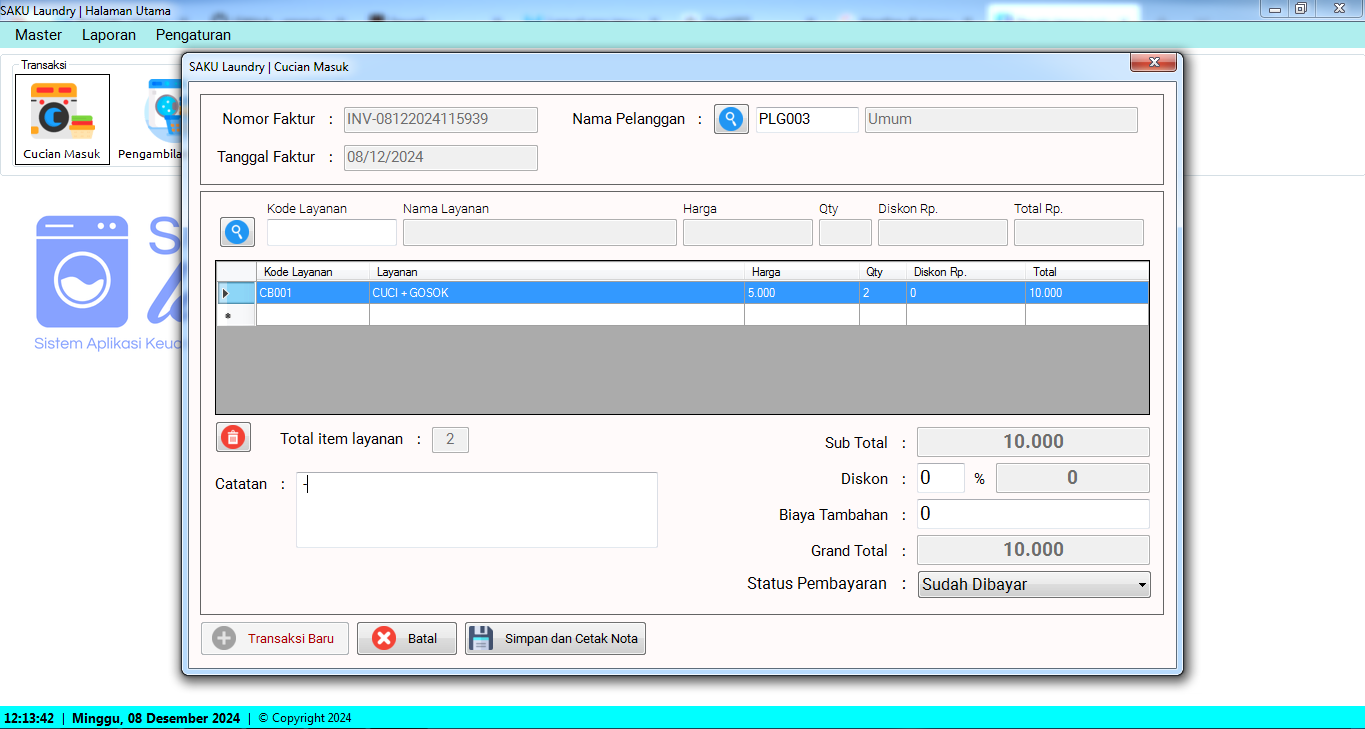 SAKU Laundry | Halaman Utama
Master Laporan Pengaturan
Transaksi
Cucian Masuk
Sistem Aplikasi
SAKU Laundry | Cucian Masuk
Nomor Faktur : INV-08122024115939 Nama Pelanggan : PLG003 Umum
Tanggal Faktur : 08/12/2024
Kode Layanan Nama Layanan Harga Qty Diskon Rp. Total Rp.
Kode Layanan Layanan Harga Qty Diskon Rp. Total
CB001 CUCI + GOSOK 5.000 2 0 10.000
Total item layanan : 2
Sub Total : 10.000
Catatan : -
Diskon : 0 % 0
Biaya Tambahan : 0
Grand Total : 10.000
Status Pembayaran : Sudah Dibayar
Transaksi Baru Batal Simpan dan Cetak Nota
12:13:42 | Minggu, 08 Desember 2024 | © Copyright 2024